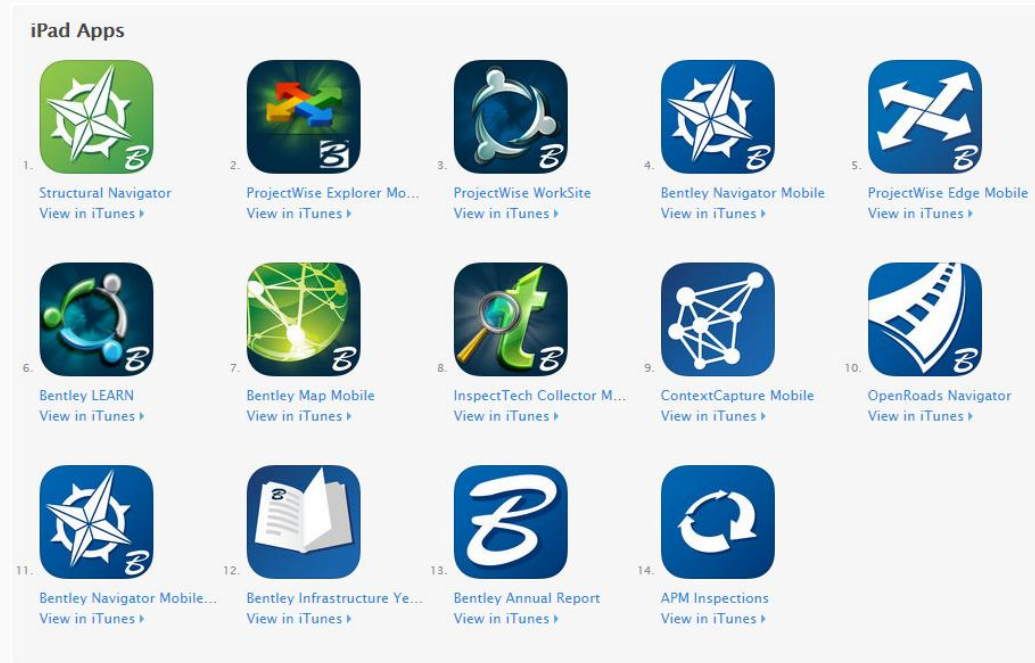 iPad Apps
1.
Structural Navigator
View in iTunes
2.
ProjectWise Explorer Mo...
View in iTunes
3.
ProjectWise WorkSite
View in iTunes
4.
Bentley Navigator Mobile
View in iTunes
5.
ProjectWise Edge Mobile
View in iTunes
6.
Bentley LEARN
View in iTunes
7.
Bentley Map Mobile
View in iTunes
8.
InspectTech Collector M...
View in iTunes
9.
ContextCapture Mobile
View in iTunes
10.
OpenRoads Navigator
View in iTunes
11.
Bentley Navigator Mobile...
View in iTunes
12.
Bentley Infrastructure Ye...
View in iTunes
13.
B
Bentley Annual Report
View in iTunes
14.
APM Inspections
View in iTunes